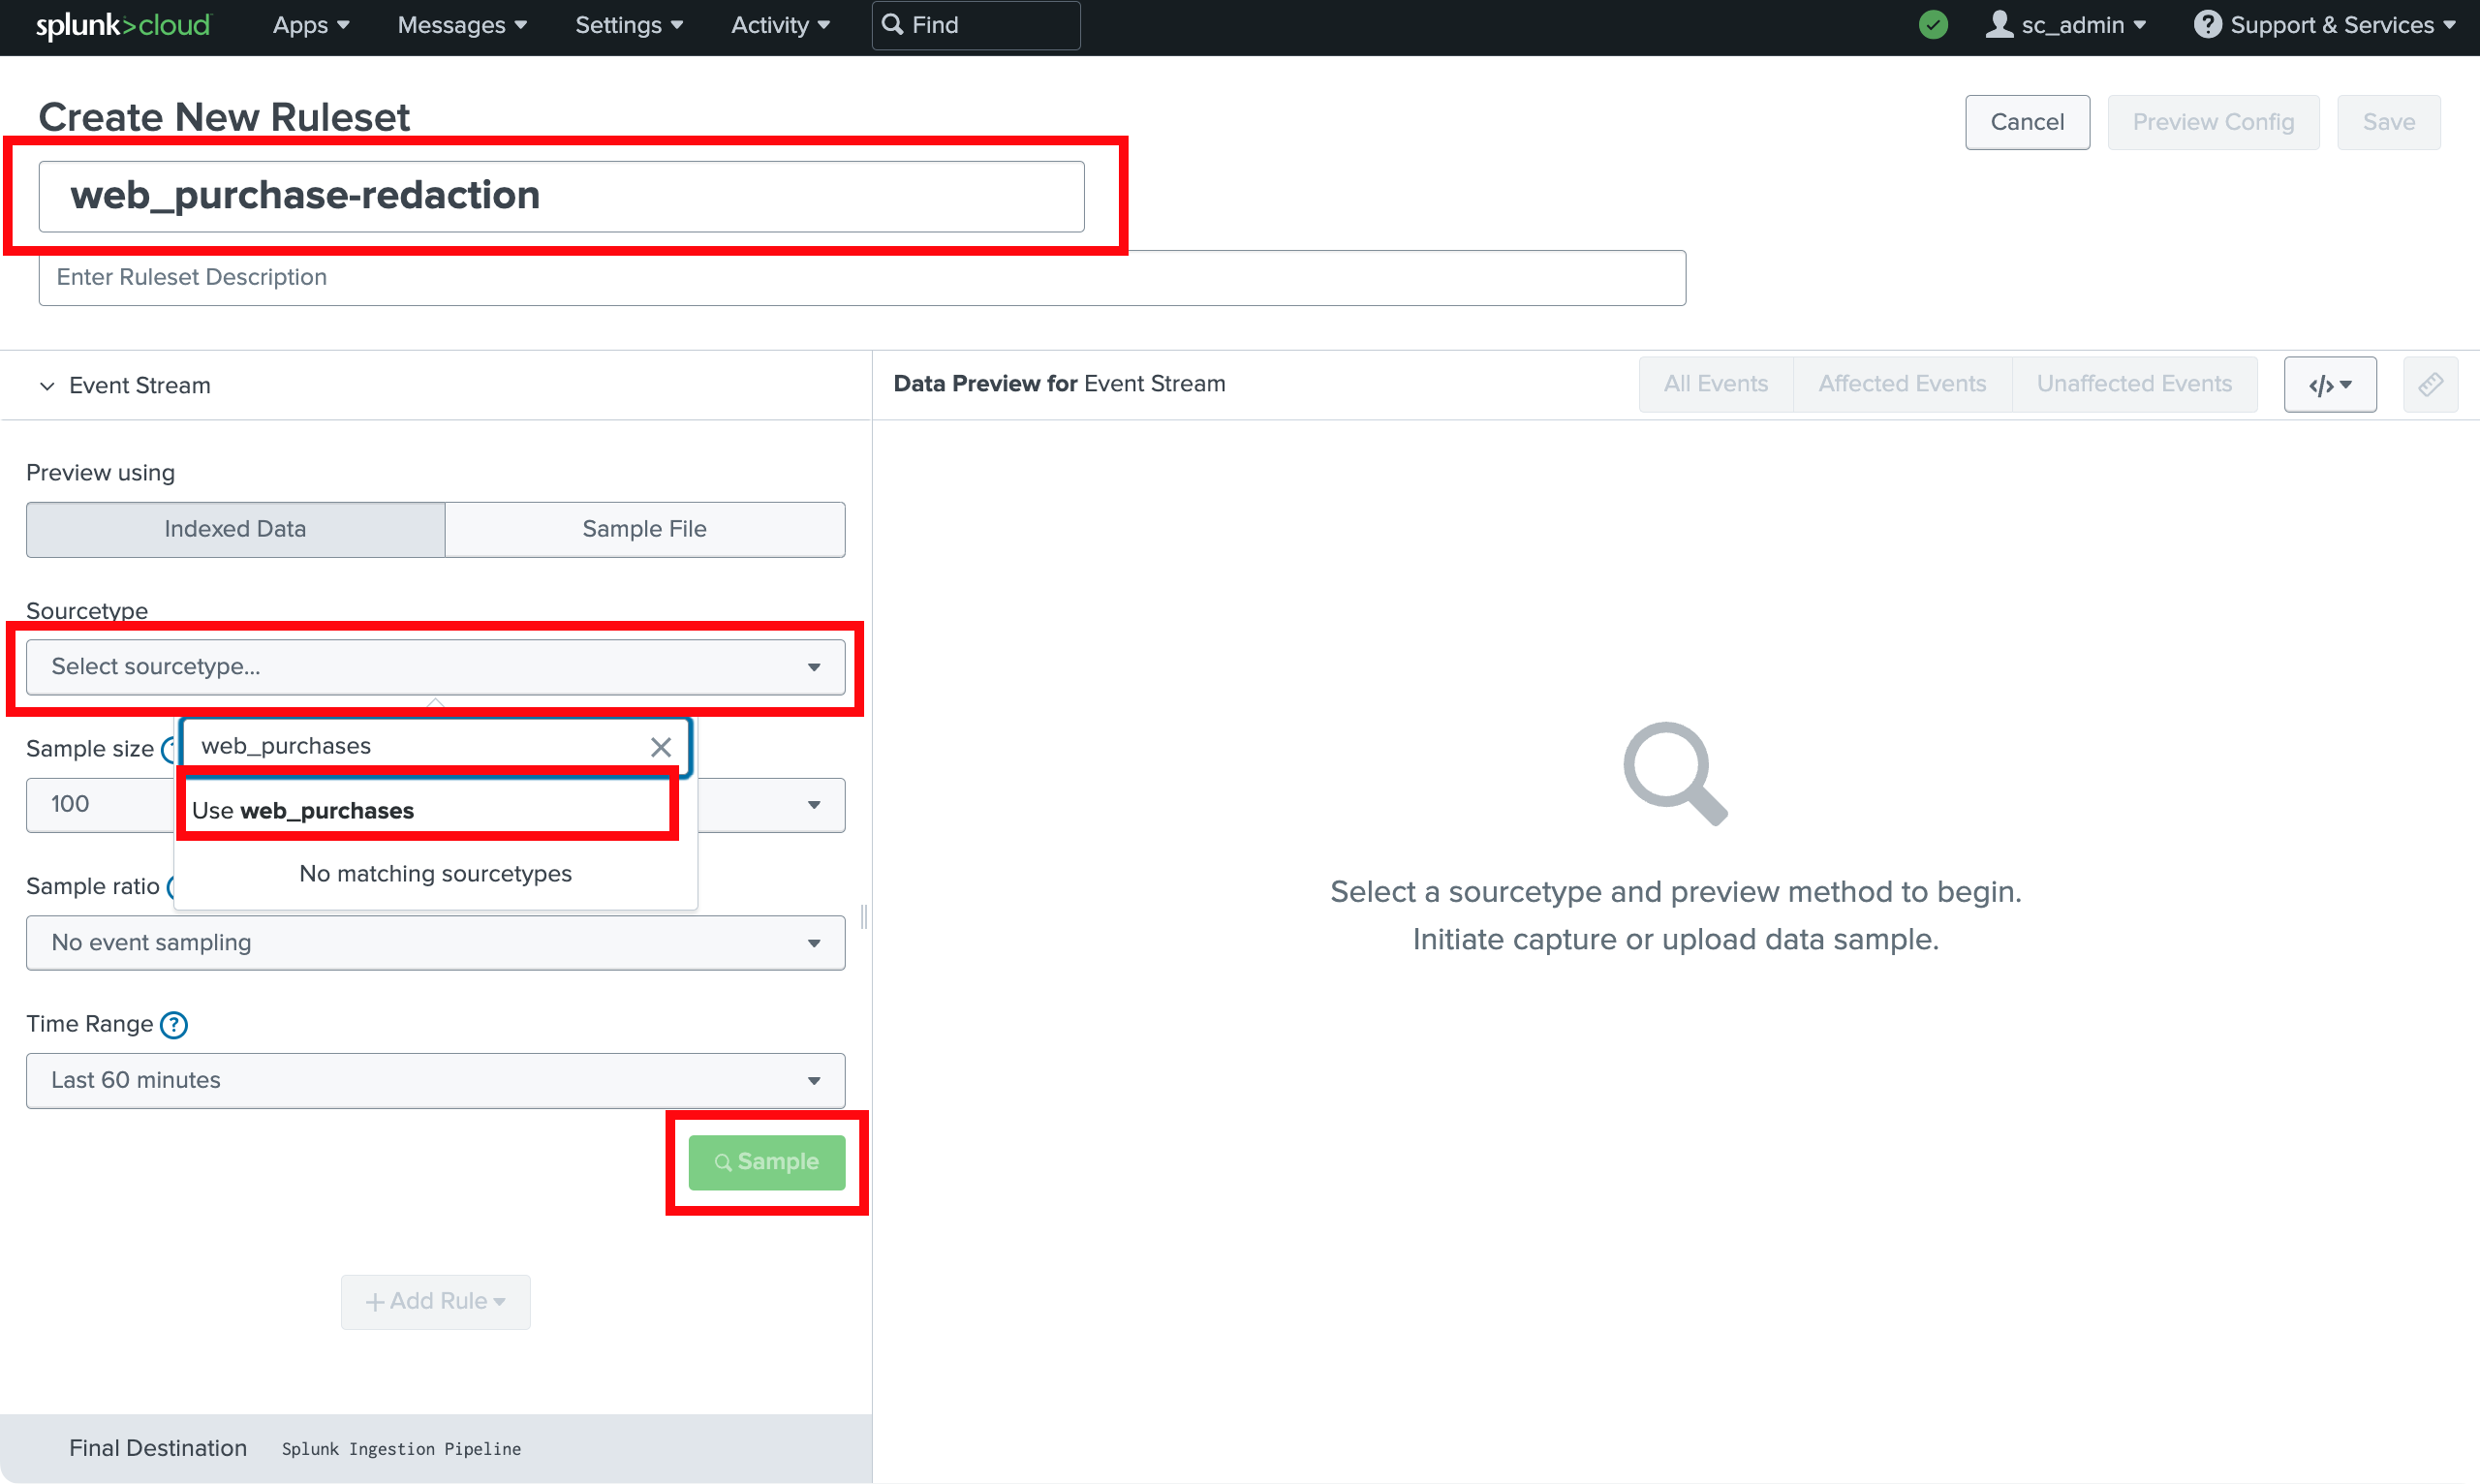 splunk>cloud Apps Messages Settings Activity Find sc_admin Support & Services
Create New Ruleset
Cancel Preview Config Save
web_purchase-redaction
Enter Ruleset Description
Event Stream
Data Preview for Event Stream
All Events Affected Events Unaffected Events
Preview using
Indexed Data Sample File
Sourcetype
Select sourcetype...
web_purchases
Sample size
Use web_purchases
100
No matching sourcetypes
Sample ratio
No event sampling
Time Range
Last 60 minutes
Sample
+ Add Rule
Final Destination Splunk Ingestion Pipeline
Select a sourcetype and preview method to begin.
Initiate capture or upload data sample.